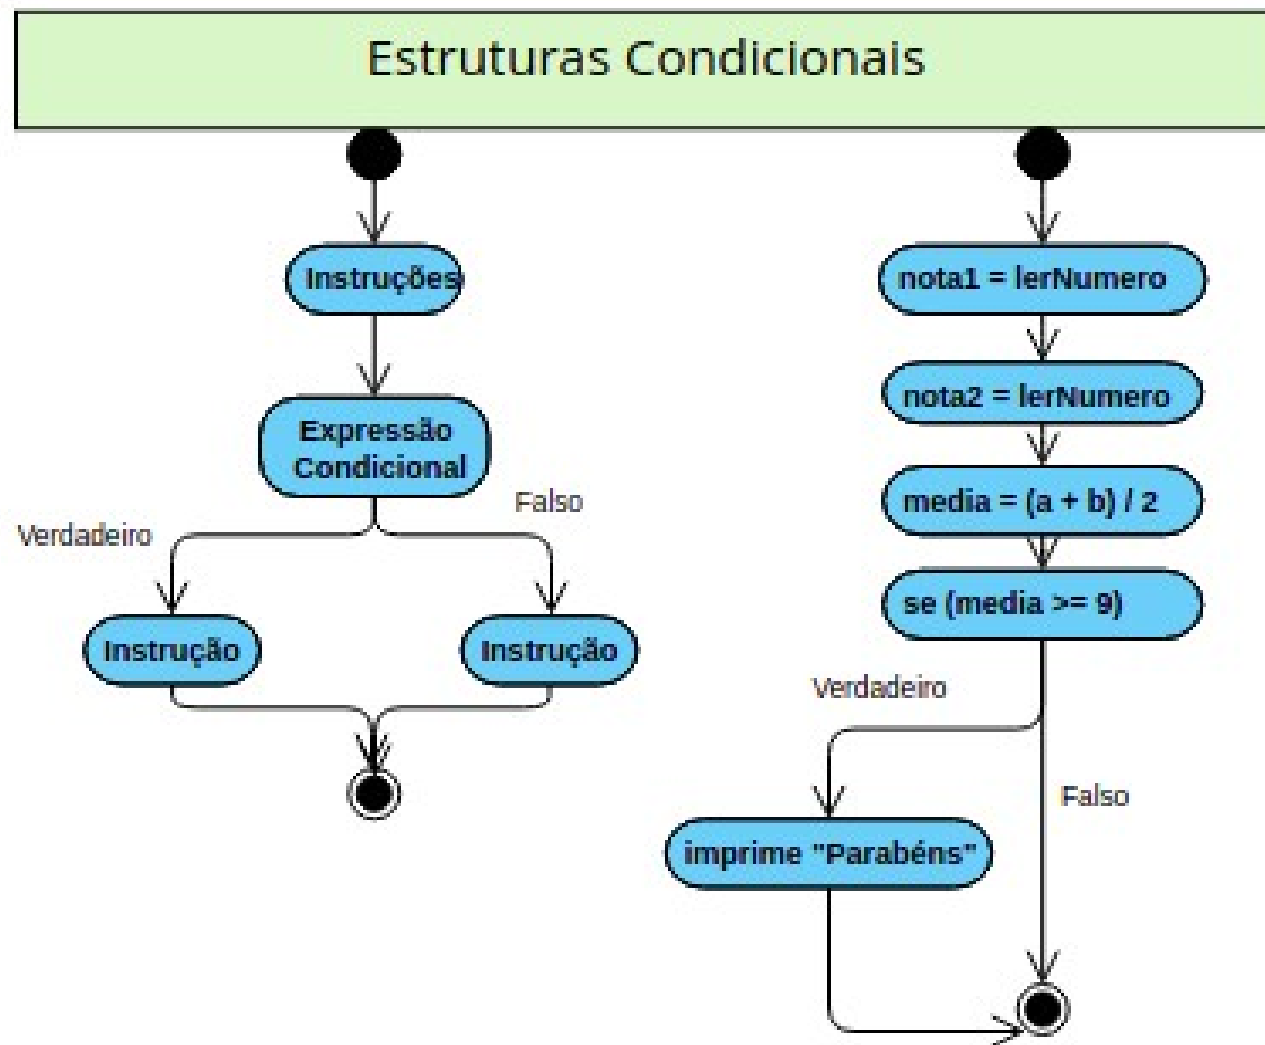 Estruturas Condicionais
Instruções
Expressão
Condicional
Verdadeiro
Falso
Instrução
Instrução
nota1 = lerNumero
nota2 = lerNumero
media = (a + b) / 2
se (media >= 9)
Verdadeiro
Falso
imprime "Parabéns"